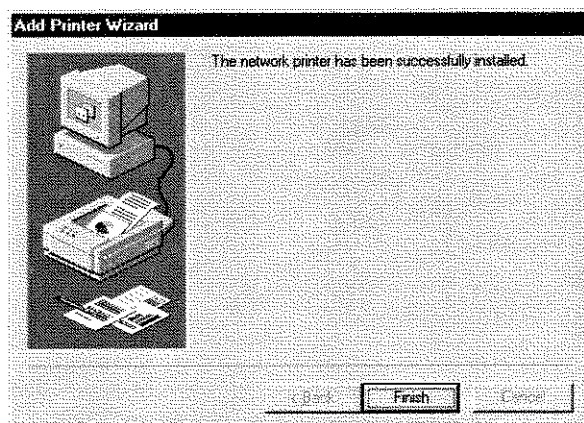 Add Printer Wizard
The network printer has been successfully installed.
< Back Finish Cancel